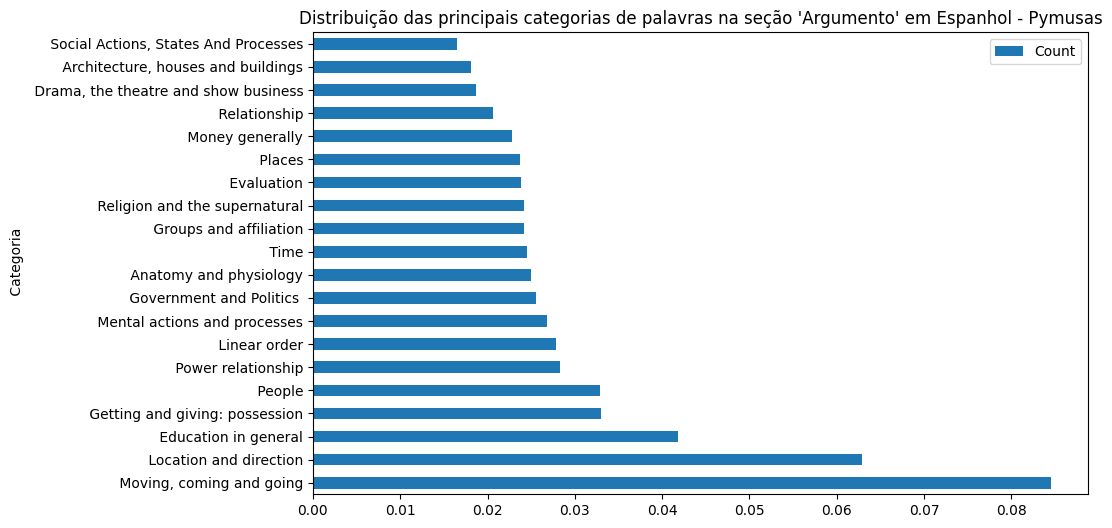 Distribuição das principais categorias de palavras na seção 'Argumento' em Espanhol - Pymusas
Count
Categoria
Social Actions, States And Processes
Architecture, houses and buildings
Drama, the theatre and show business
Relationship
Money generally
Places
Evaluation
Religion and the supernatural
Groups and affiliation
Time
Anatomy and physiology
Government and Politics
Mental actions and processes
Linear order
Power relationship
People
Getting and giving: possession
Education in general
Location and direction
Moving, coming and going
0.00 0.01 0.02 0.03 0.04 0.05 0.06 0.07 0.08